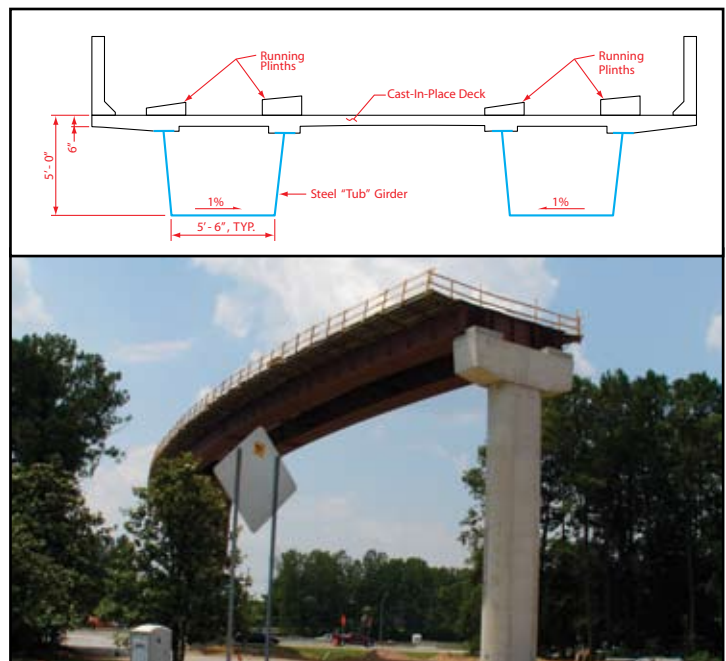 Running
Plinths
Running
Plinths
Cast-In-Place Deck
6"
5' - 0"
Steel "Tub" Girder
1%
1%
5' - 6", TYP.